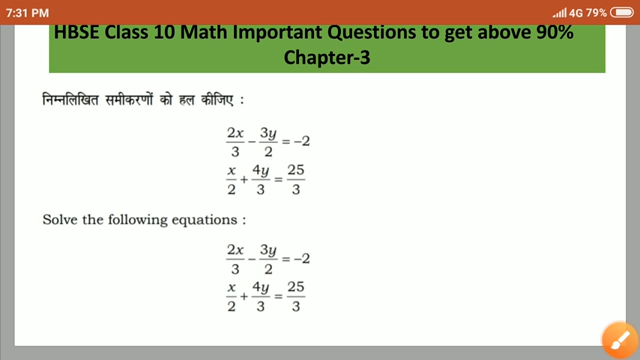 7:31 PM 4G 79%
HBSE Class 10 Math Important Questions to get above 90%
Chapter-3
निम्नलिखित समीकरणों को हल कीजिए :
2x/3 − 3y/2 = −2
x/2 + 4y/3 = 25/3
Solve the following equations :
2x/3 − 3y/2 = −2
x/2 + 4y/3 = 25/3